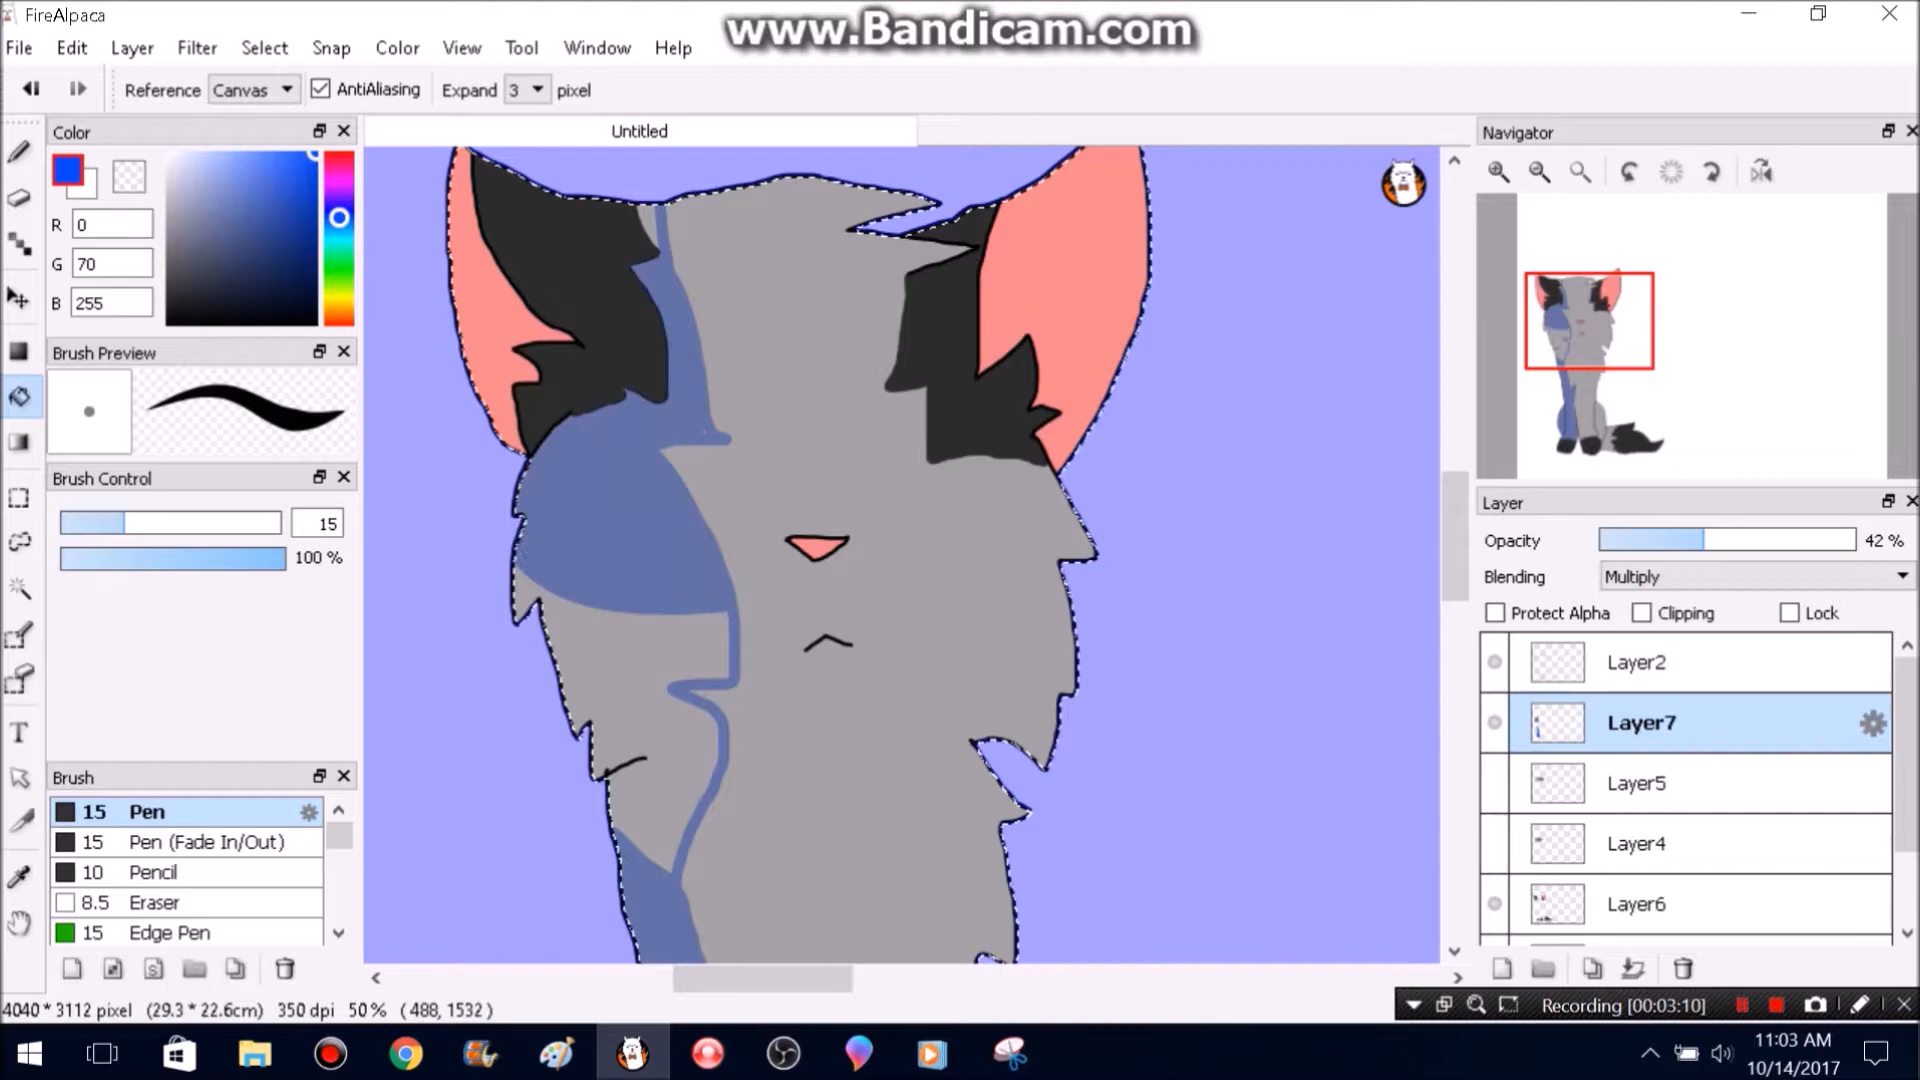 FireAlpaca
www.Bandicam.com
File Edit Layer Filter Select Snap Color View Tool Window Help
Reference Canvas AntiAliasing Expand 3 pixel
Color
Untitled
Navigator
R 0
G 70
B 255
Brush Preview
Brush Control
15
100 %
Layer
Opacity 42 %
Blending Multiply
Protect Alpha Clipping Lock
Layer2
Layer7
Layer5
Layer4
Layer6
Brush
15 Pen
15 Pen (Fade In/Out)
10 Pencil
8.5 Eraser
15 Edge Pen
4040 * 3112 pixel (29.3 * 22.6cm) 350 dpi 50 % ( 488, 1532 )
Recording [00:03:10]
11:03 AM
10/14/2017